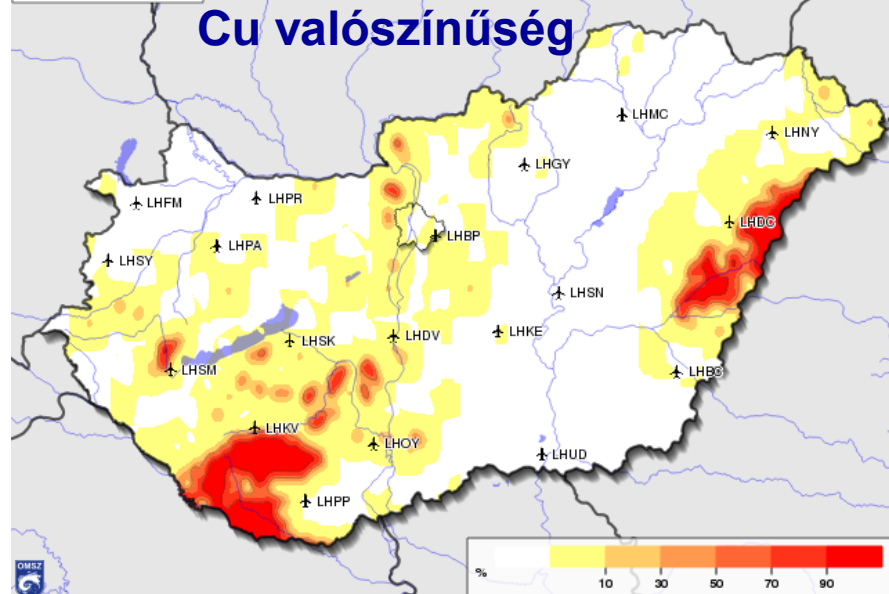 Cu valószínűség
LHMC
LHNY
LHGY
LHFM
LHPR
LHDC
LHBP
LHPA
LHSY
LHSN
LHKE
LHDV
LHSK
LHSM
LHBC
LHKV
LHOY
LHUD
LHPP
% 10 30 50 70 90
OMSZ